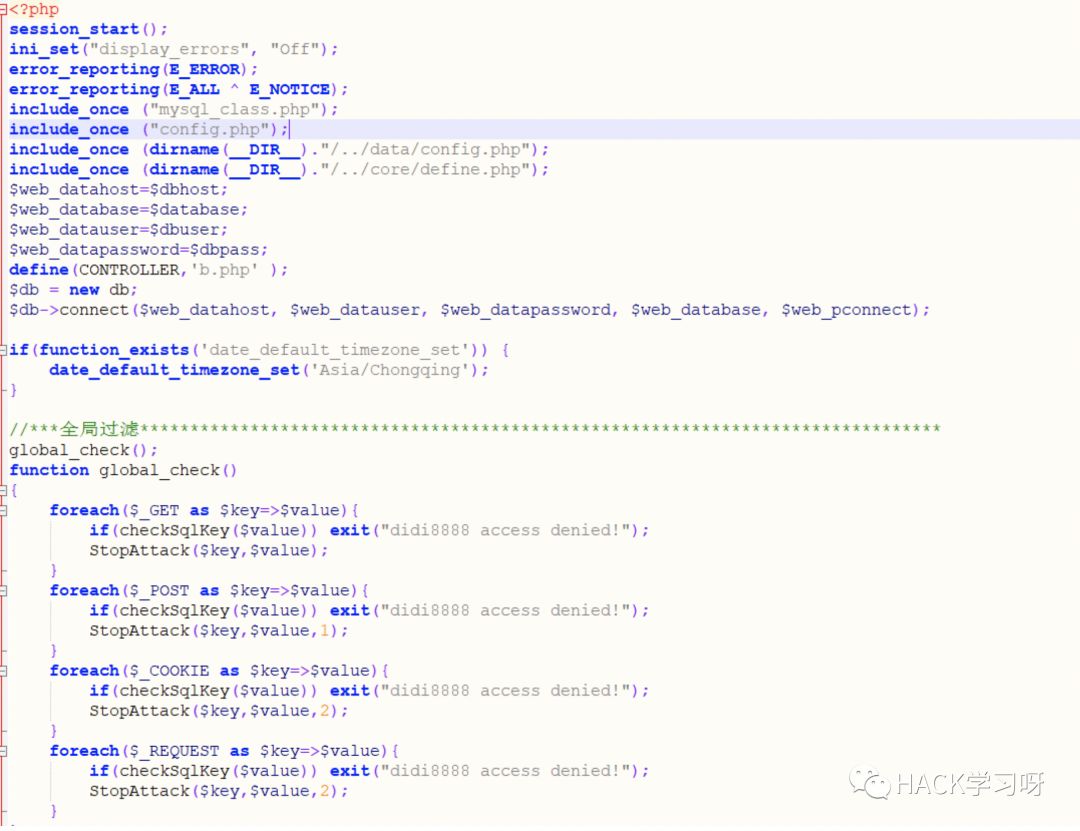 <?php
session_start();
ini_set("display_errors", "Off");
error_reporting(E_ERROR);
error_reporting(E_ALL ^ E_NOTICE);
include_once ("mysql_class.php");
include_once ("config.php");
include_once (dirname(__DIR__)."/../data/config.php");
include_once (dirname(__DIR__)."/../core/define.php");
$web_datahost=$dbhost;
$web_database=$database;
$web_datauser=$dbuser;
$web_datapassword=$dbpass;
define(CONTROLLER,'b.php' );
$db = new db;
$db->connect($web_datahost, $web_datauser, $web_datapassword, $web_database, $web_pconnect);
if(function_exists('date_default_timezone_set')) {
    date_default_timezone_set('Asia/Chongqing');
}
//***全局过滤********************************************************************************
global_check();
function global_check()
{
    foreach($_GET as $key=>$value){
        if(checkSqlKey($value)) exit("didi8888 access denied!");
        StopAttack($key,$value);
    }
    foreach($_POST as $key=>$value){
        if(checkSqlKey($value)) exit("didi8888 access denied!");
        StopAttack($key,$value,1);
    }
    foreach($_COOKIE as $key=>$value){
        if(checkSqlKey($value)) exit("didi8888 access denied!");
        StopAttack($key,$value,2);
    }
    foreach($_REQUEST as $key=>$value){
        if(checkSqlKey($value)) exit("didi8888 access denied!");
        StopAttack($key,$value,2);
    }
HACK学习呀